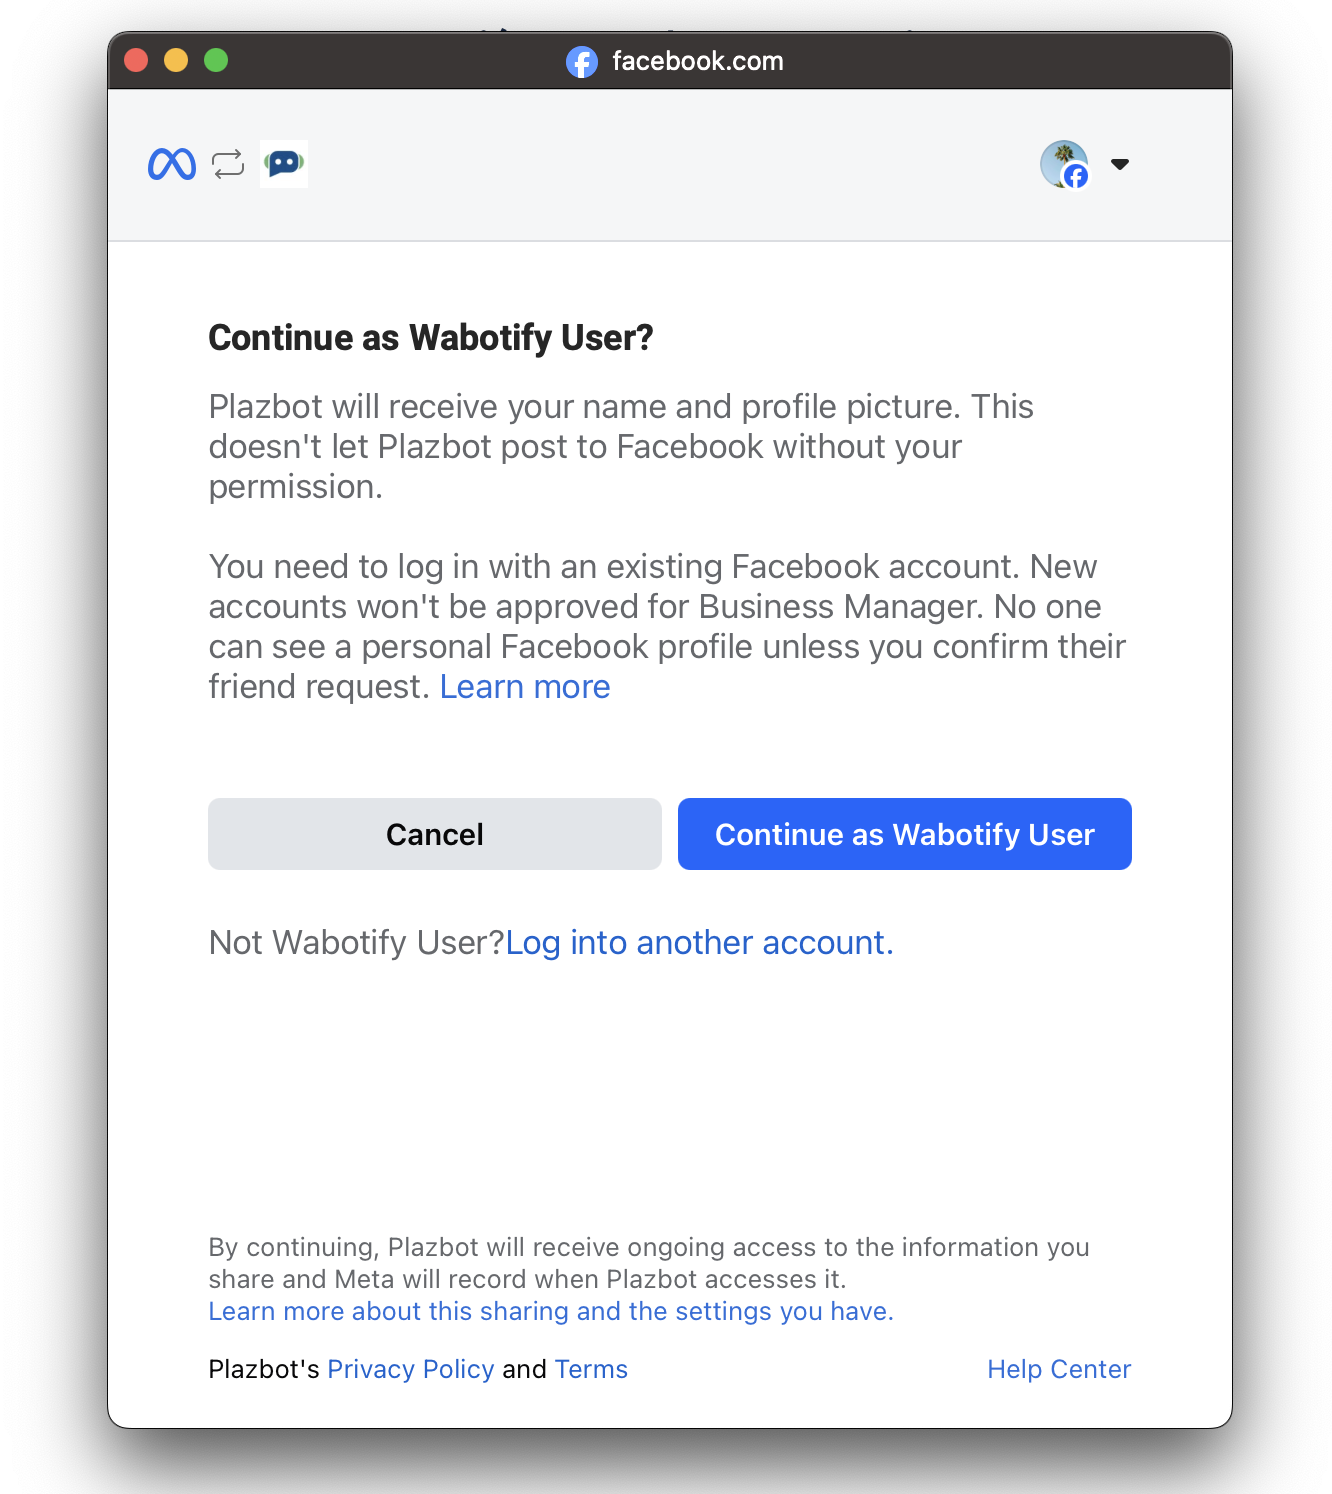 facebook.com
Continue as Wabotify User?
Plazbot will receive your name and profile picture. This
doesn't let Plazbot post to Facebook without your
permission.
You need to log in with an existing Facebook account. New
accounts won't be approved for Business Manager. No one
can see a personal Facebook profile unless you confirm their
friend request. Learn more
Cancel
Continue as Wabotify User
Not Wabotify User?Log into another account.
By continuing, Plazbot will receive ongoing access to the information you
share and Meta will record when Plazbot accesses it.
Learn more about this sharing and the settings you have.
Plazbot's Privacy Policy and Terms
Help Center